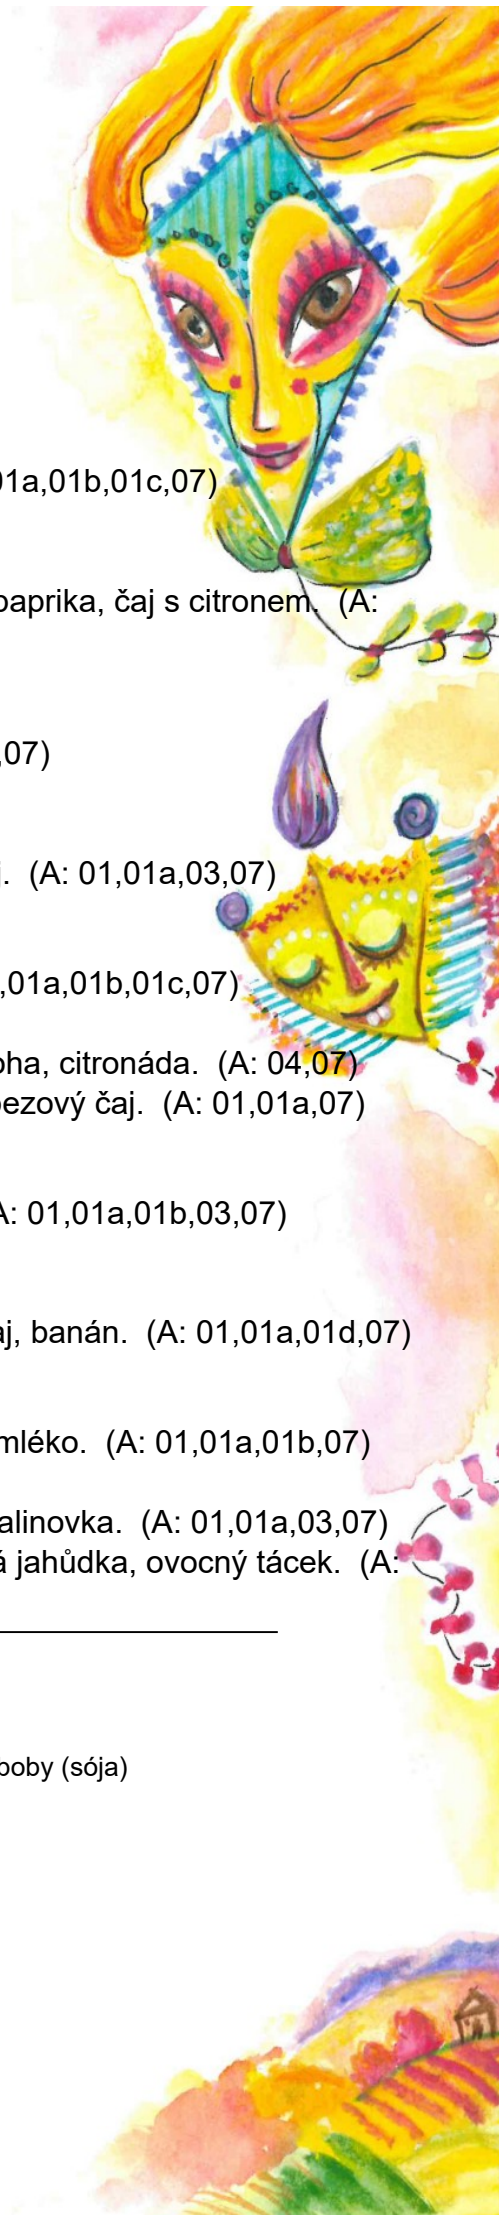 01a,01b,01c,07)
paprika, čaj s citronem.  (A:
,07)
.  (A: 01,01a,03,07)
,01a,01b,01c,07)
oha, citronáda.  (A: 04,07)
bezový čaj.  (A: 01,01a,07)
A: 01,01a,01b,03,07)
aj, banán.  (A: 01,01a,01d,07)
mléko.  (A: 01,01a,01b,07)
alinovka.  (A: 01,01a,03,07)
á jahůdka, ovocný tácek.  (A:
boby (sója)